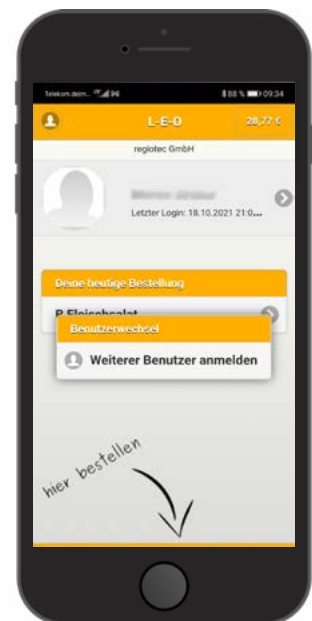 Telekom.de|m... 88 % 09:34
L-E-O 28,77 €
regiotec GmbH
Letzter Login: 18.10.2021 21:0...
Deine heutige Bestellung
P Fleischsalat
Benutzerwechsel
Weiterer Benutzer anmelden
hier bestellen